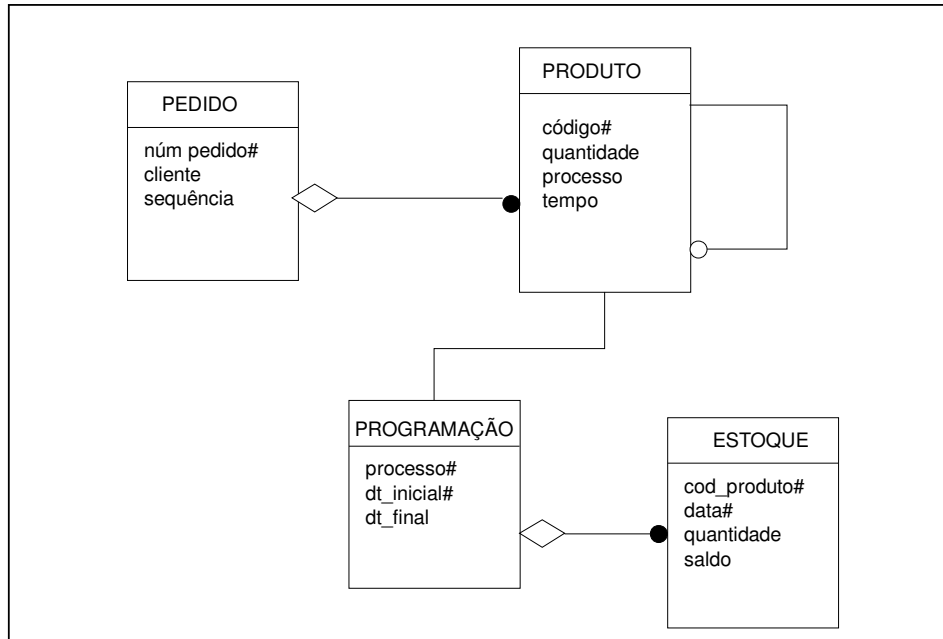 PEDIDO
núm pedido#
cliente
sequência
PRODUTO
código#
quantidade
processo
tempo
PROGRAMAÇÃO
processo#
dt_inicial#
dt_final
ESTOQUE
cod_produto#
data#
quantidade
saldo